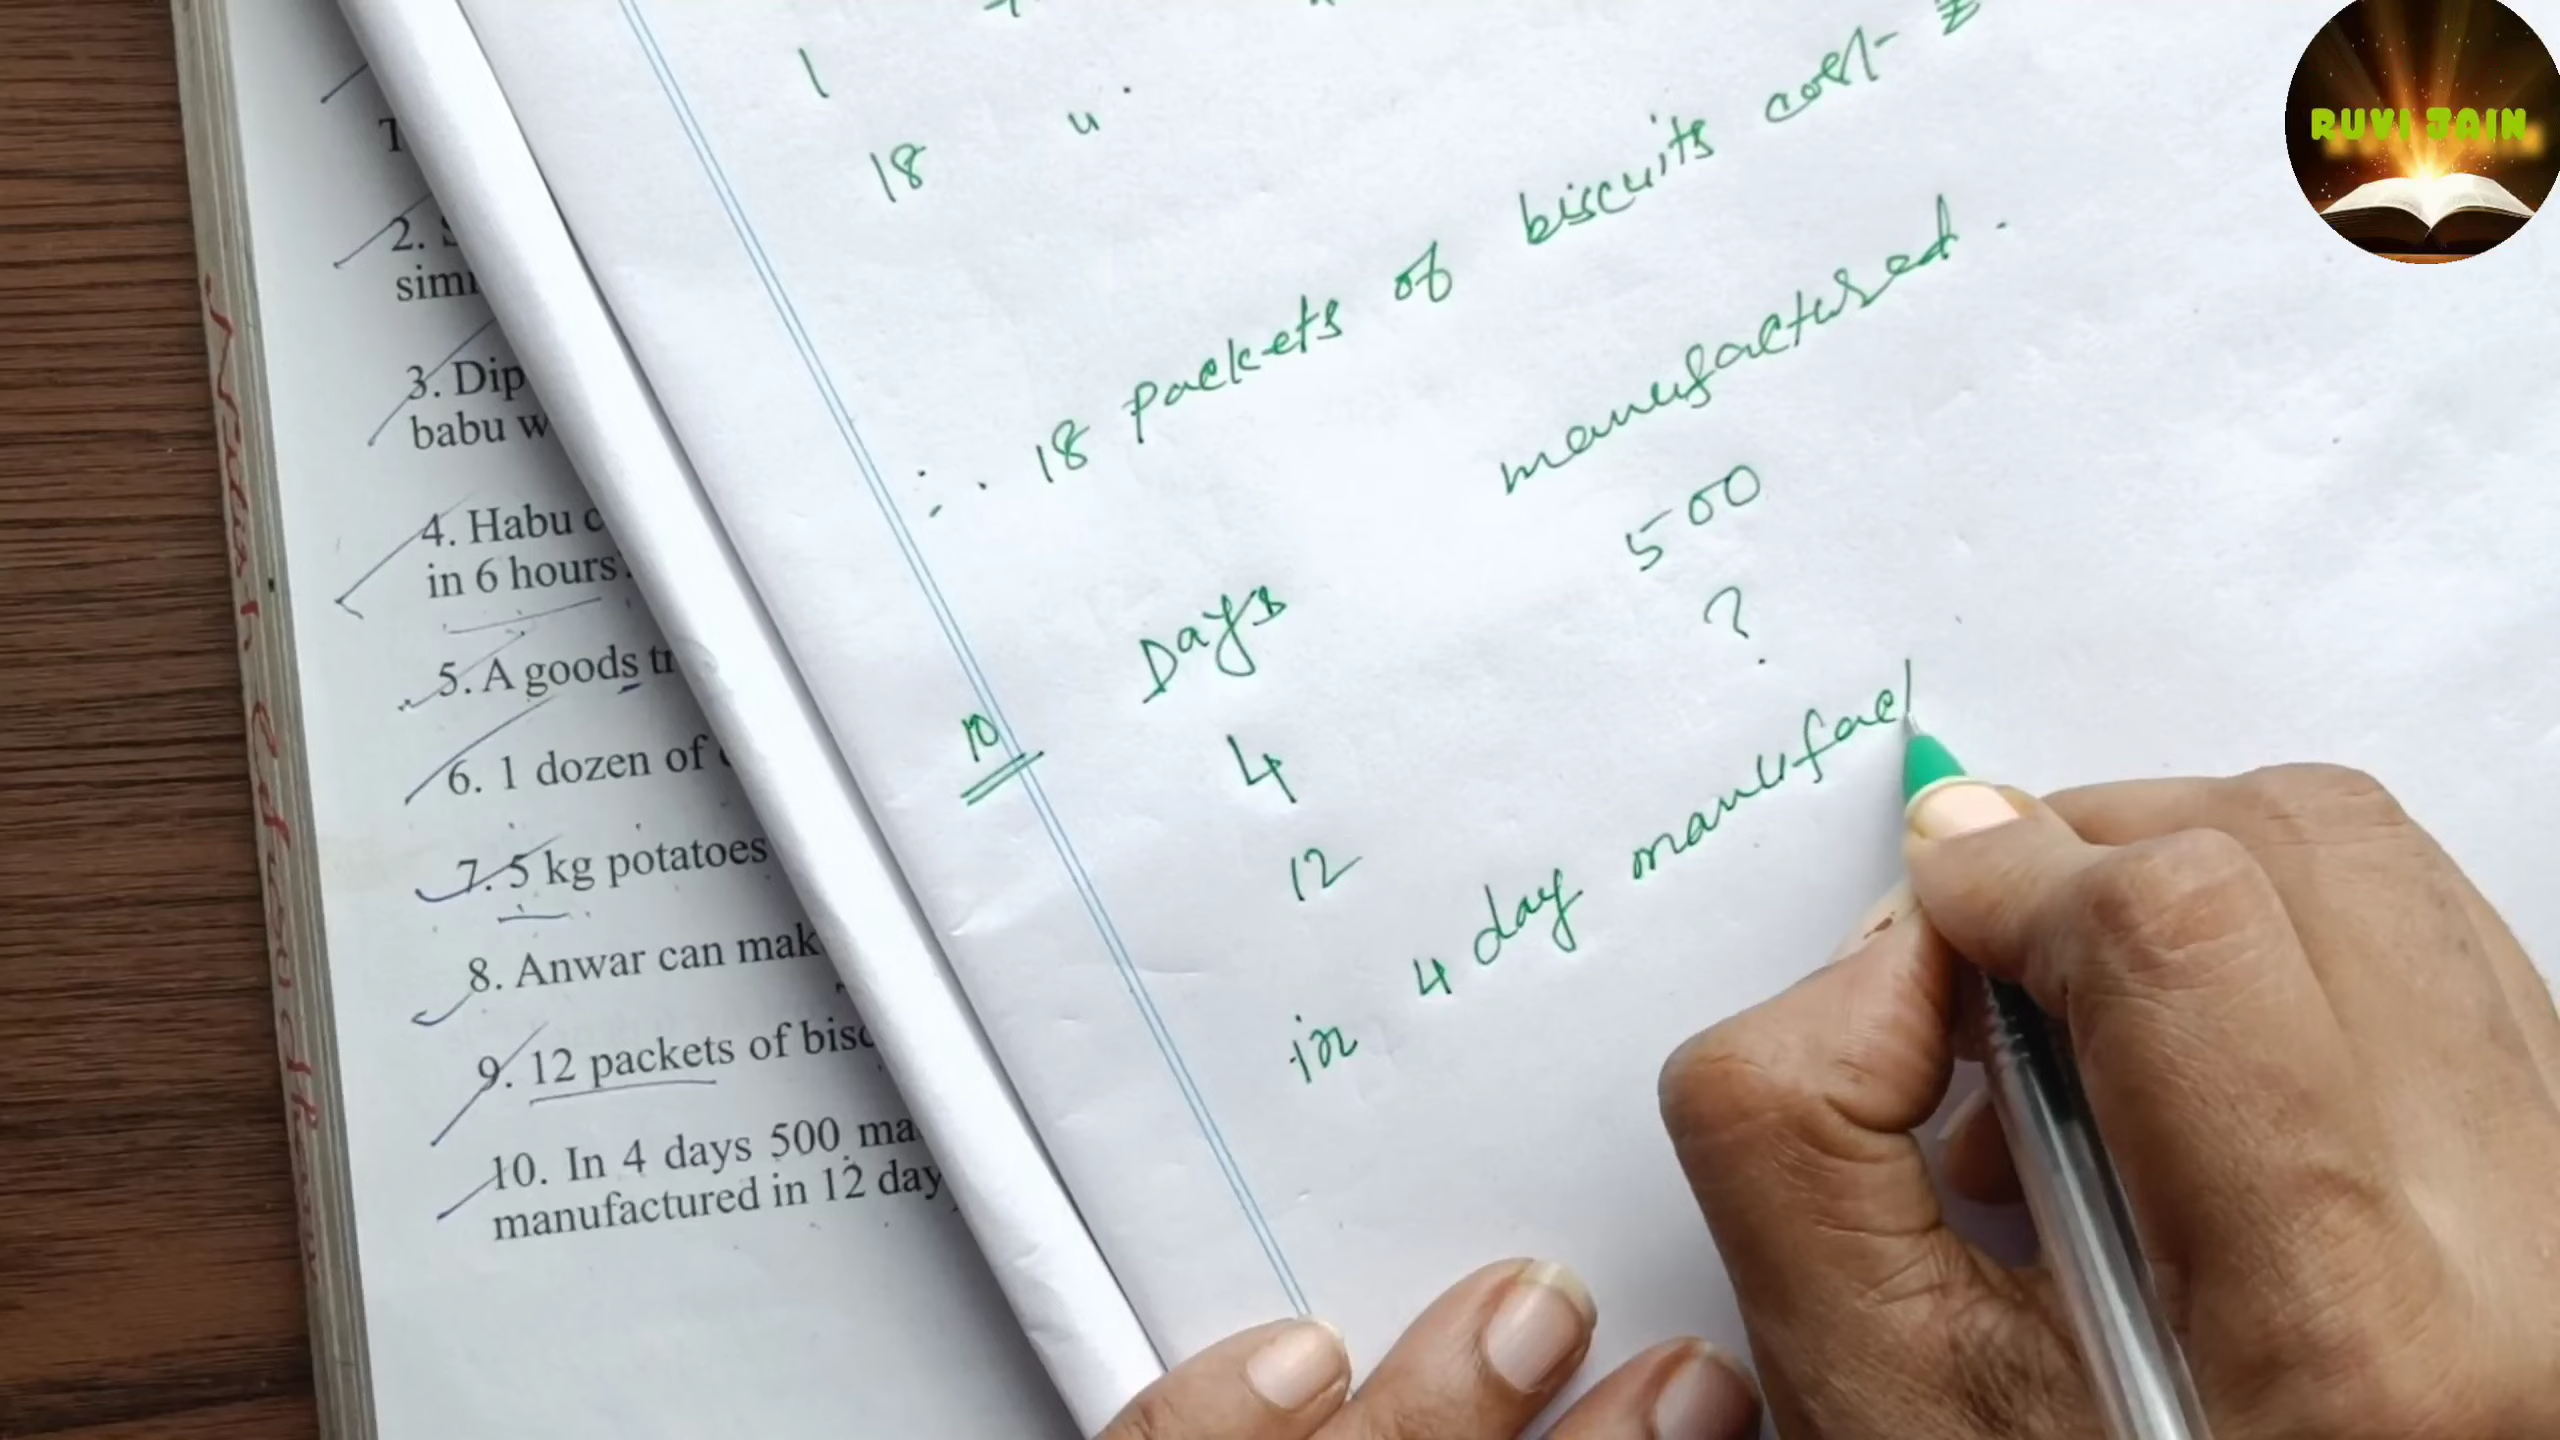 RUVI JAIN
1
18 "
∴ 18 packets of biscuits cost ₹
Days manufactured.
10 4 500
12 ?
in 4 day manufact
2.
3. Dip
babu w
4. Habu c
in 6 hours
5. A goods tr
6. 1 dozen of
7. 5 kg potatoes
8. Anwar can mak
9. 12 packets of bisc
10. In 4 days 500 ma
manufactured in 12 day